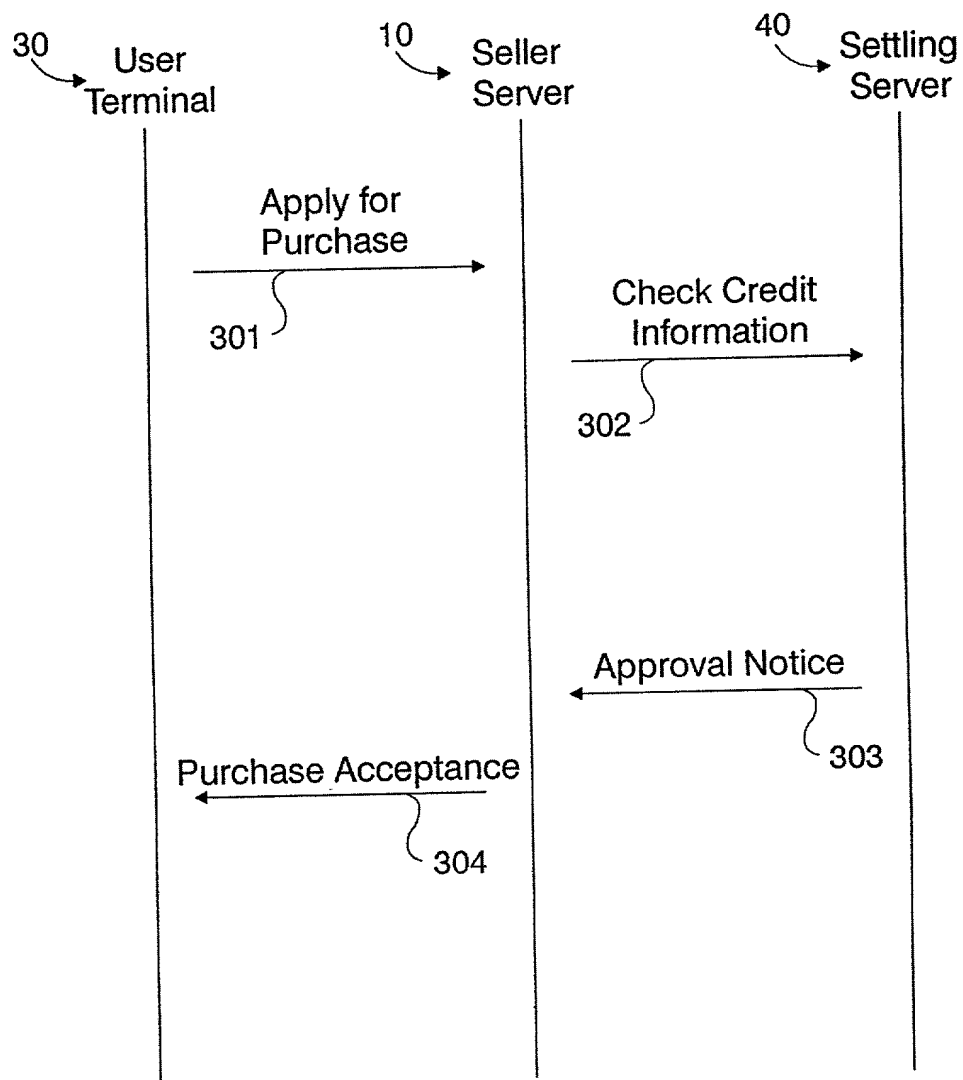 30
User
Terminal
10
Seller
Server
40
Settling
Server
Apply for
Purchase
301
Check Credit
Information
302
Approval Notice
303
Purchase Acceptance
304